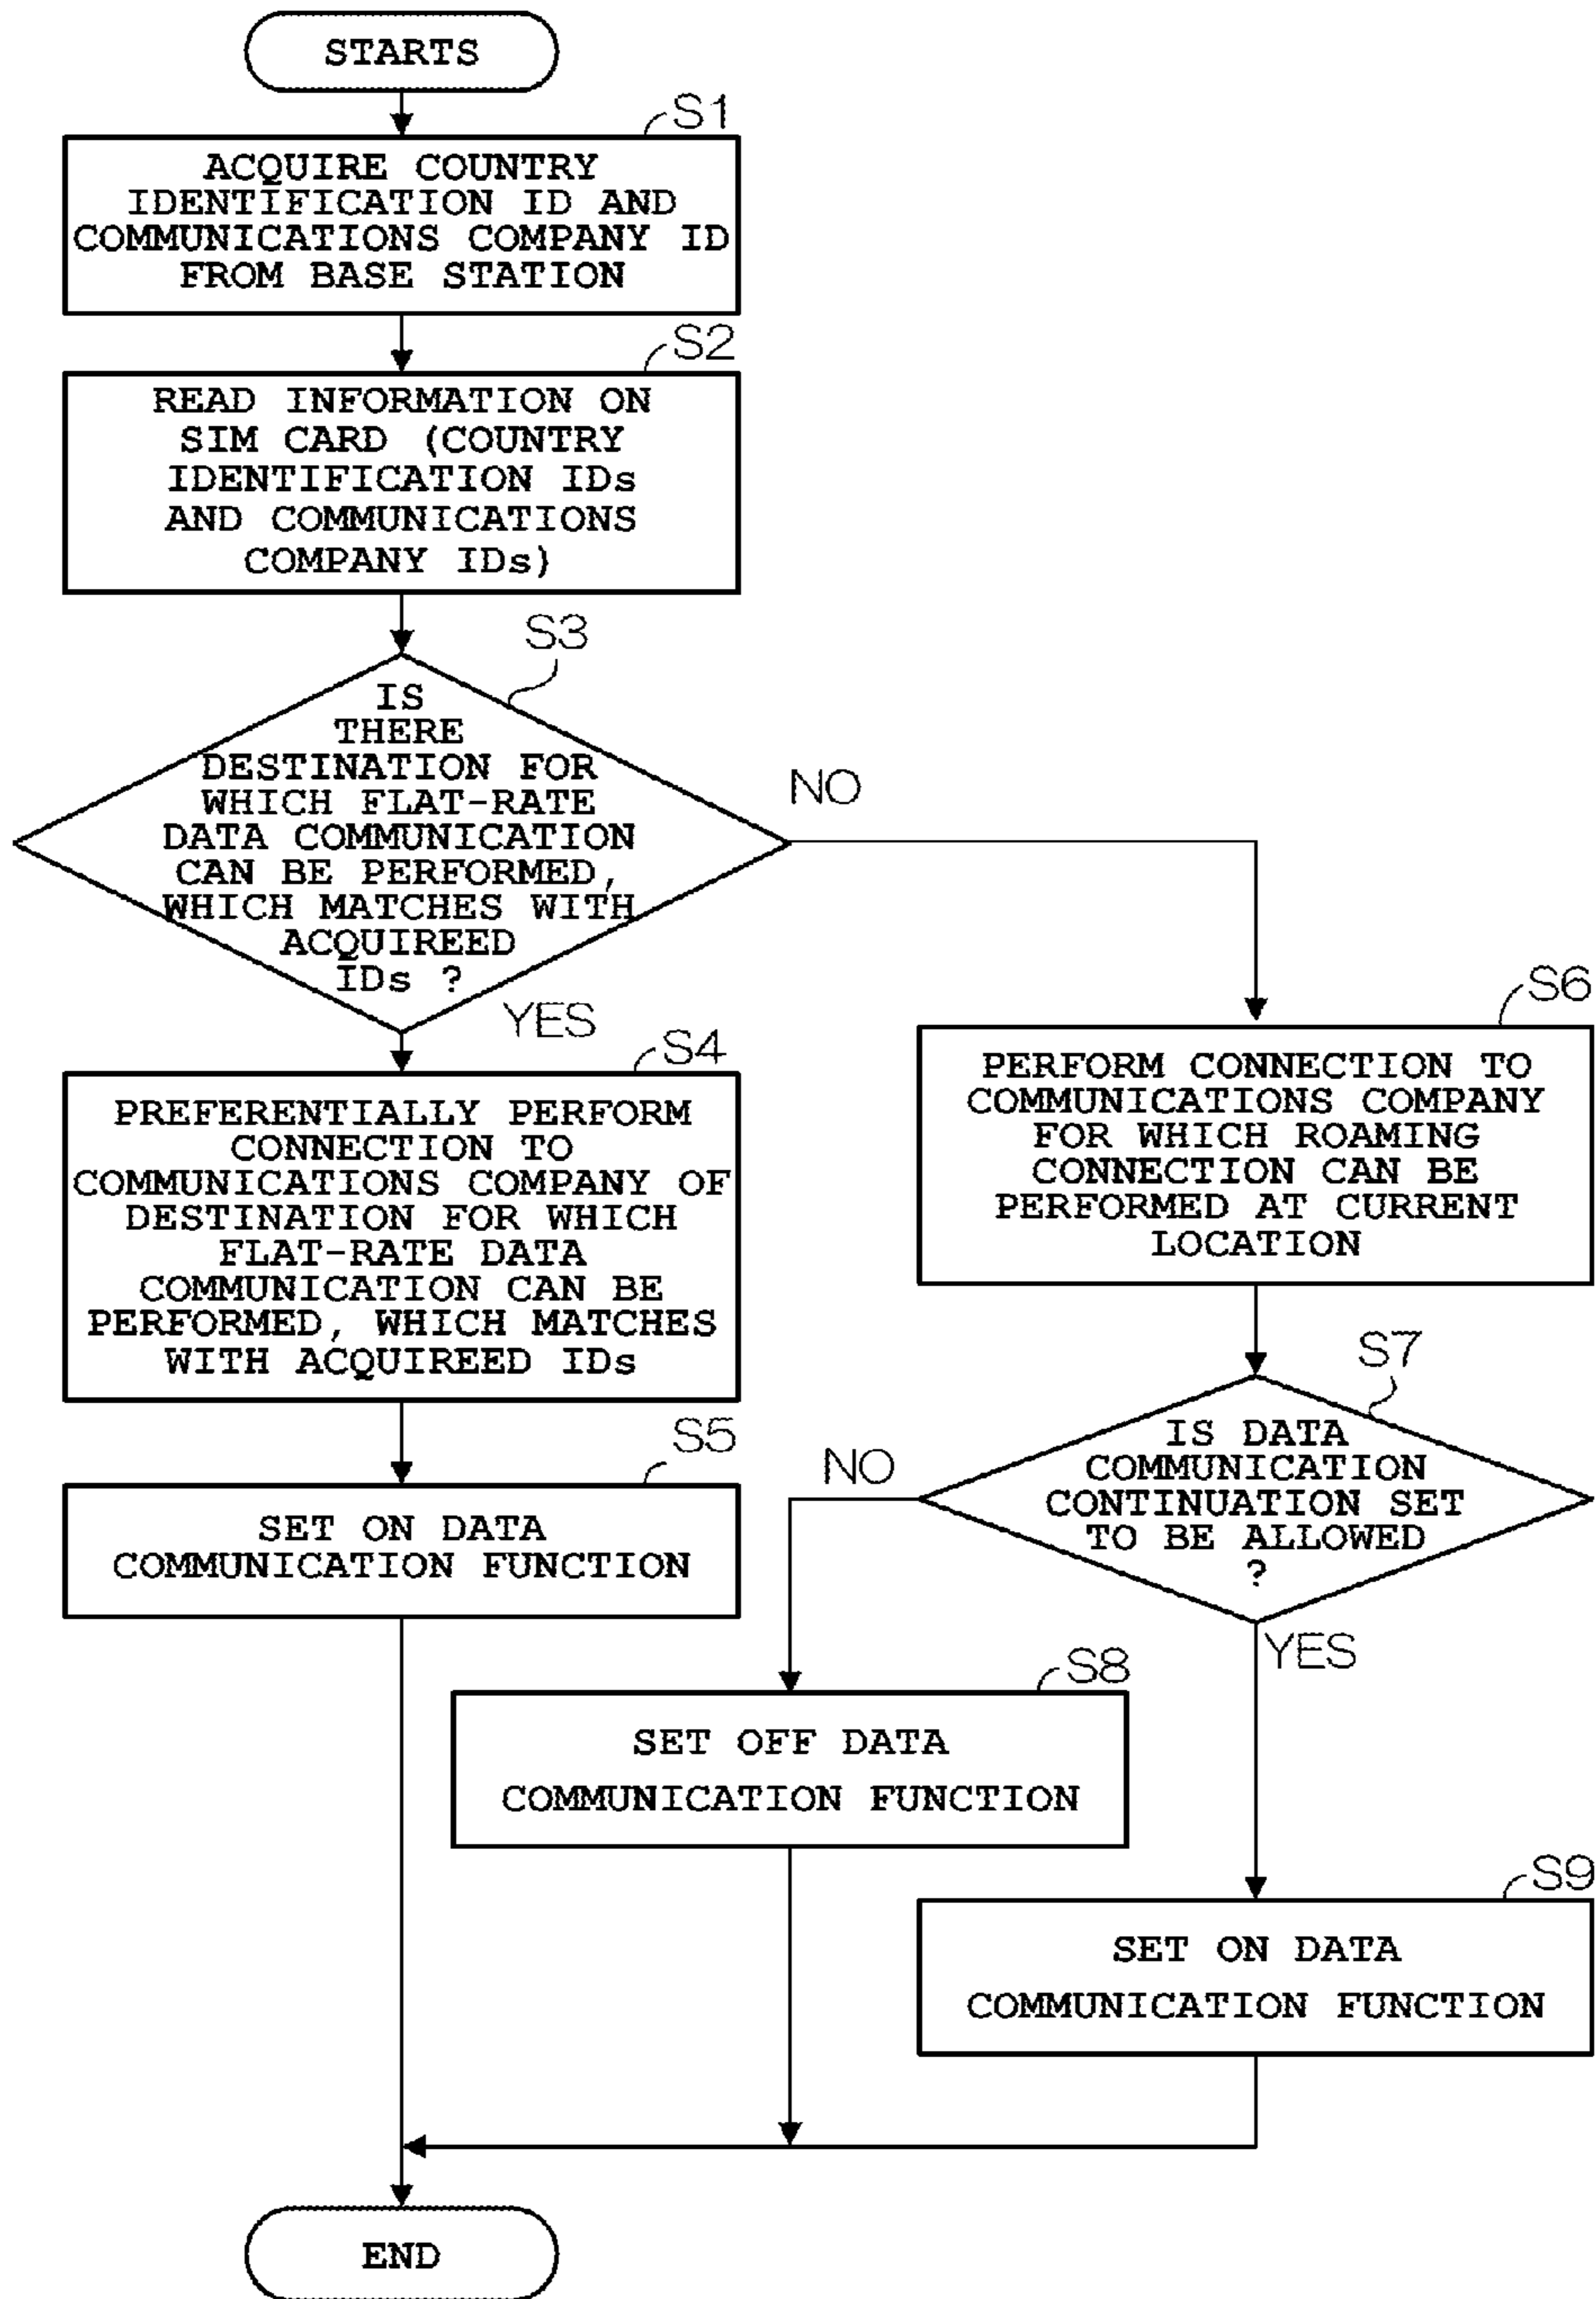 STARTS
S1
ACQUIRE COUNTRY
IDENTIFICATION ID AND
COMMUNICATIONS COMPANY ID
FROM BASE STATION
S2
READ INFORMATION ON
SIM CARD (COUNTRY
IDENTIFICATION IDs
AND COMMUNICATIONS
COMPANY IDs)
S3
IS
THERE
DESTINATION FOR
WHICH FLAT-RATE
DATA COMMUNICATION
CAN BE PERFORMED,
WHICH MATCHES WITH
ACQUIREED
IDs ?
NO
YES
S4
PREFERENTIALLY PERFORM
CONNECTION TO
COMMUNICATIONS COMPANY OF
DESTINATION FOR WHICH
FLAT-RATE DATA
COMMUNICATION CAN BE
PERFORMED, WHICH MATCHES
WITH ACQUIREED IDs
S5
SET ON DATA
COMMUNICATION FUNCTION
S6
PERFORM CONNECTION TO
COMMUNICATIONS COMPANY
FOR WHICH ROAMING
CONNECTION CAN BE
PERFORMED AT CURRENT
LOCATION
S7
IS DATA
COMMUNICATION
CONTINUATION SET
TO BE ALLOWED
?
NO
YES
S8
SET OFF DATA
COMMUNICATION FUNCTION
S9
SET ON DATA
COMMUNICATION FUNCTION
END